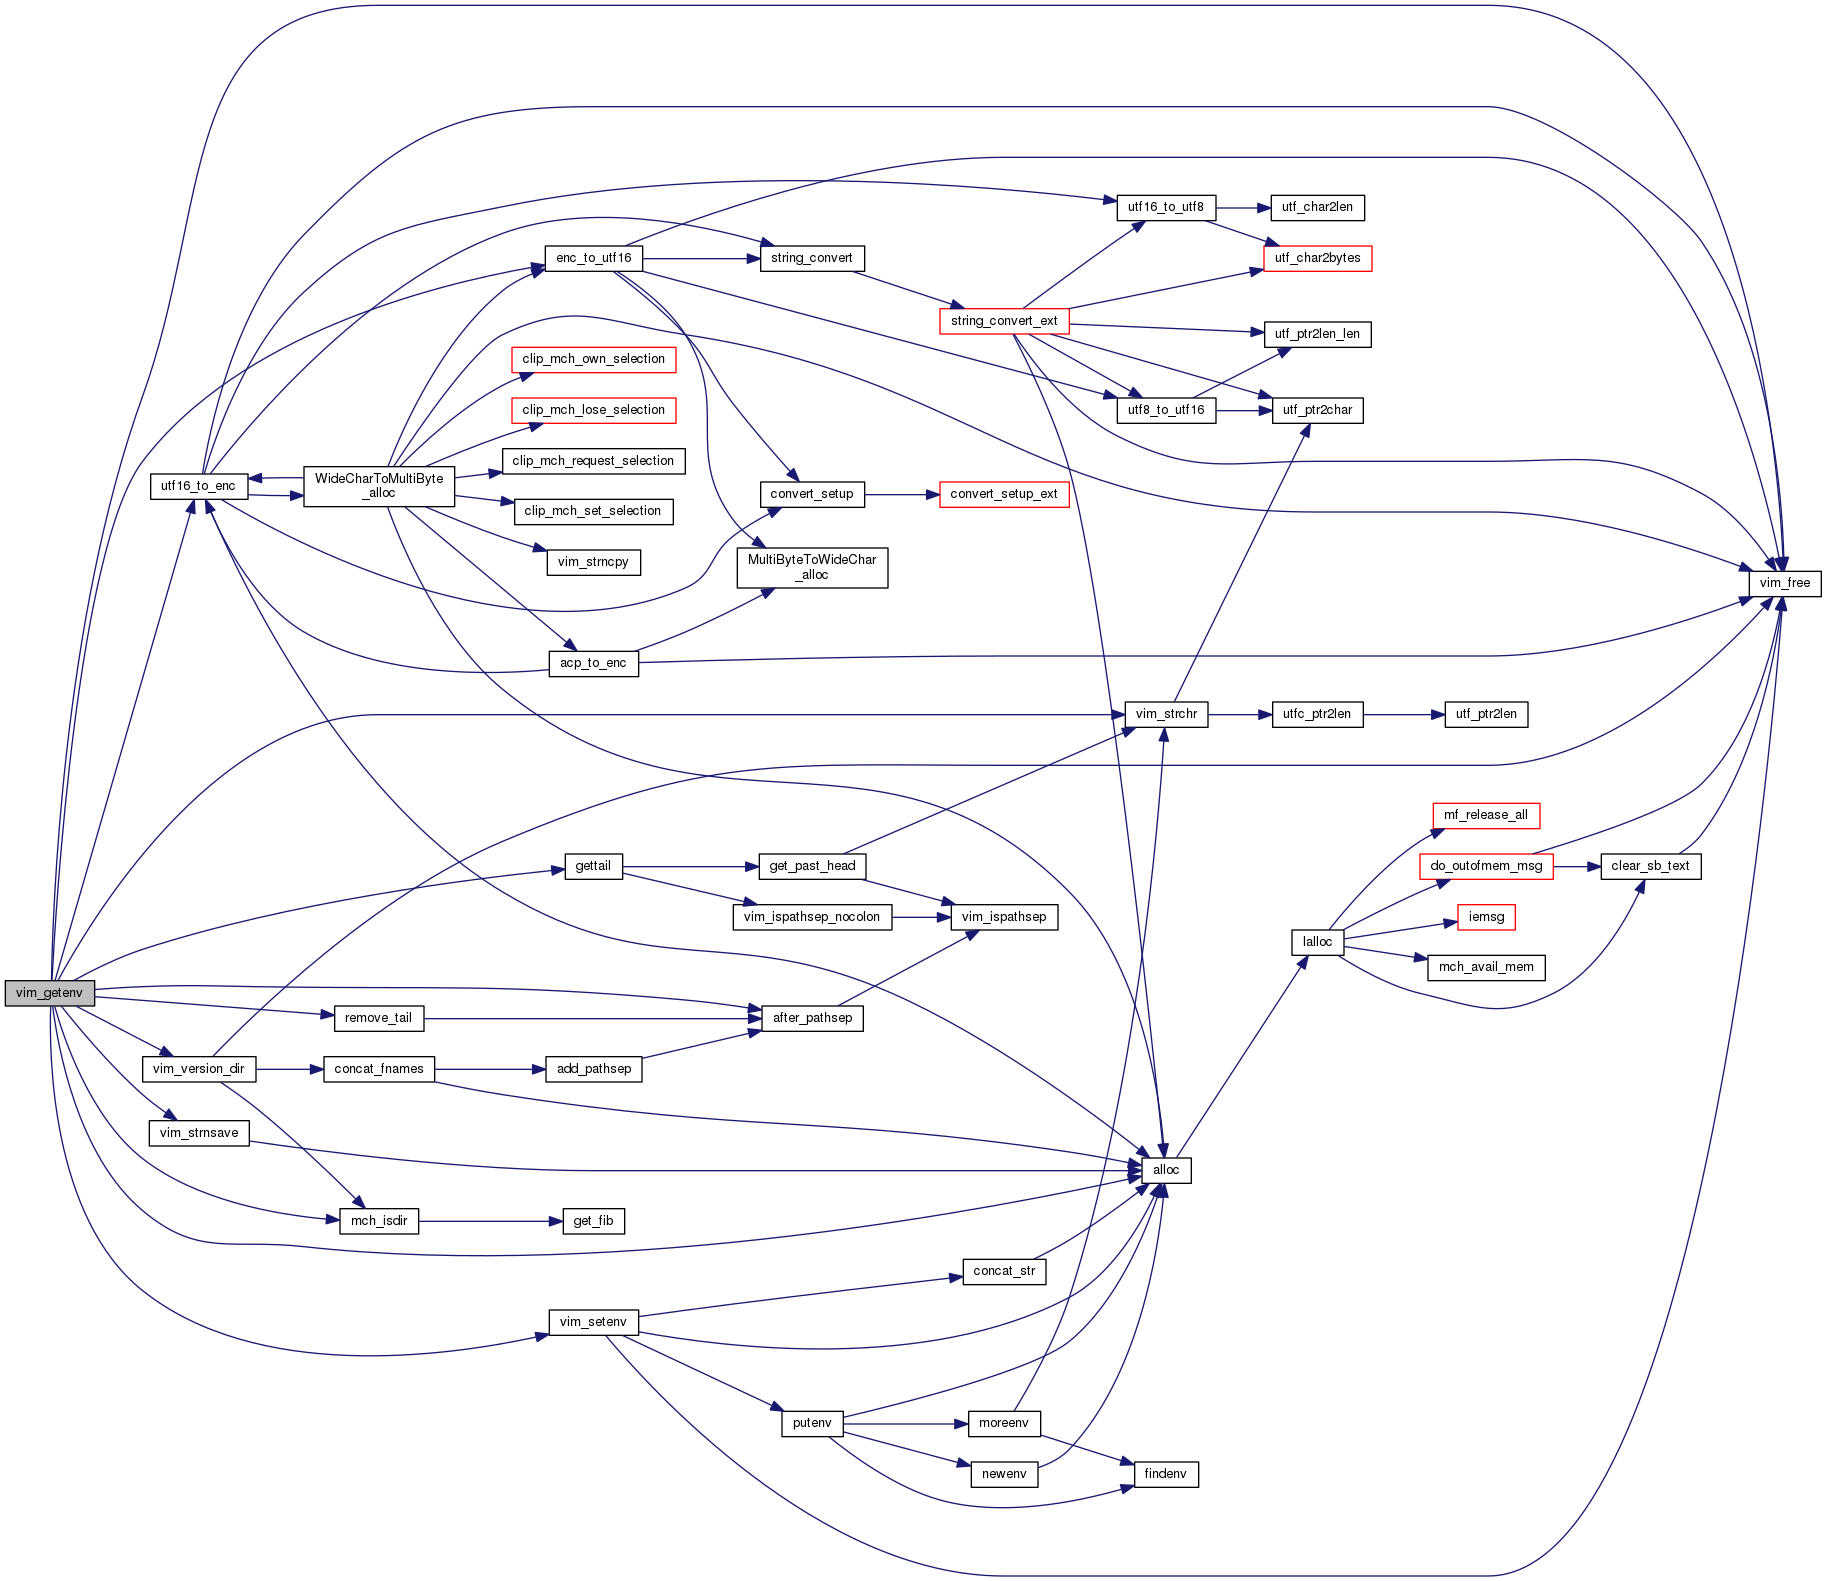 utf16_to_utf8
utf_char2len
enc_to_utf16
string_convert
utf_char2bytes
string_convert_ext
utf_ptr2len_len
clip_mch_own_selection
clip_mch_lose_selection
utf8_to_utf16
utf_ptr2char
clip_mch_request_selection
utf16_to_enc
WideCharToMultiByte
_alloc
convert_setup
convert_setup_ext
clip_mch_set_selection
vim_strncpy
MultiByteToWideChar
_alloc
vim_free
acp_to_enc
vim_strchr
utfc_ptr2len
utf_ptr2len
mf_release_all
gettail
get_past_head
do_outofmem_msg
clear_sb_text
vim_ispathsep_nocolon
vim_ispathsep
iemsg
lalloc
mch_avail_mem
vim_getenv
remove_tail
after_pathsep
vim_version_dir
concat_fnames
add_pathsep
vim_strnsave
alloc
mch_isdir
get_fib
concat_str
vim_setenv
putenv
moreenv
newenv
findenv